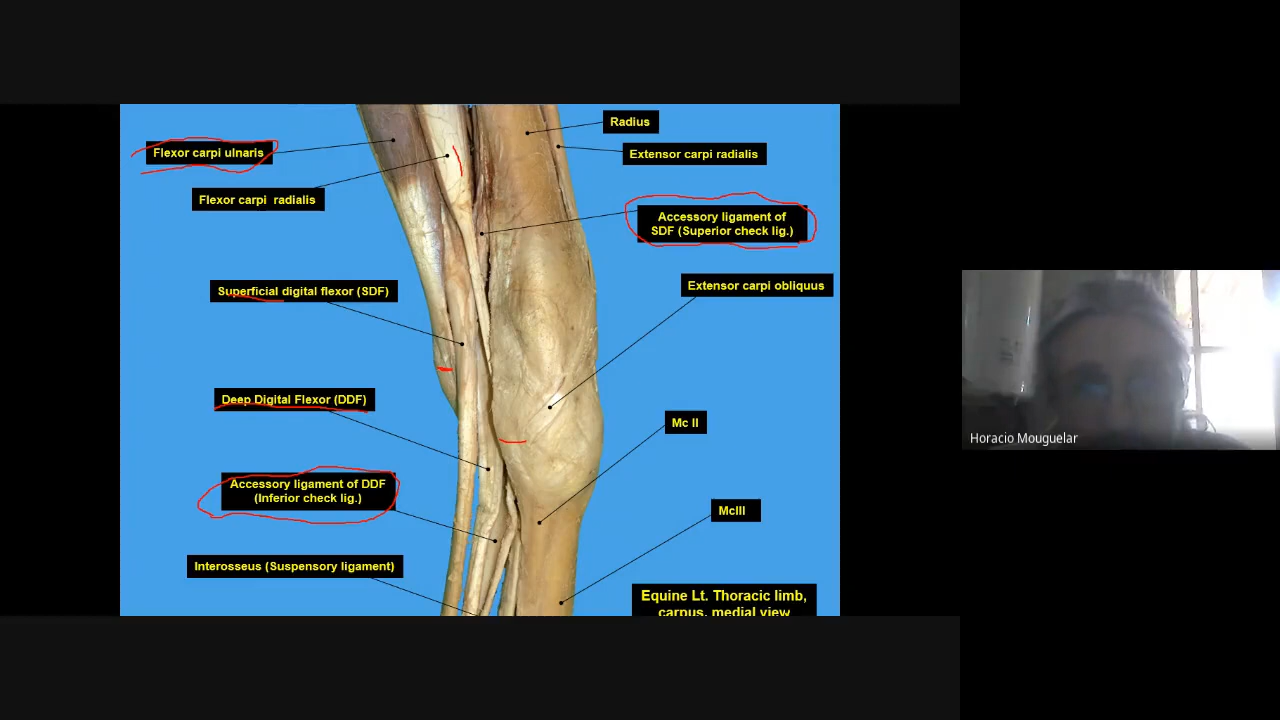 Radius
Flexor carpi ulnaris
Extensor carpi radialis
Flexor carpi radialis
Accessory ligament of
SDF (Superior check lig.)
Superficial digital flexor (SDF)
Extensor carpi obliquus
Deep Digital Flexor (DDF)
Mc II
Accessory ligament of DDF
(Inferior check lig.)
McIII
Interosseus (Suspensory ligament)
Equine Lt. Thoracic limb,
carpus, medial view
Horacio Mouguelar